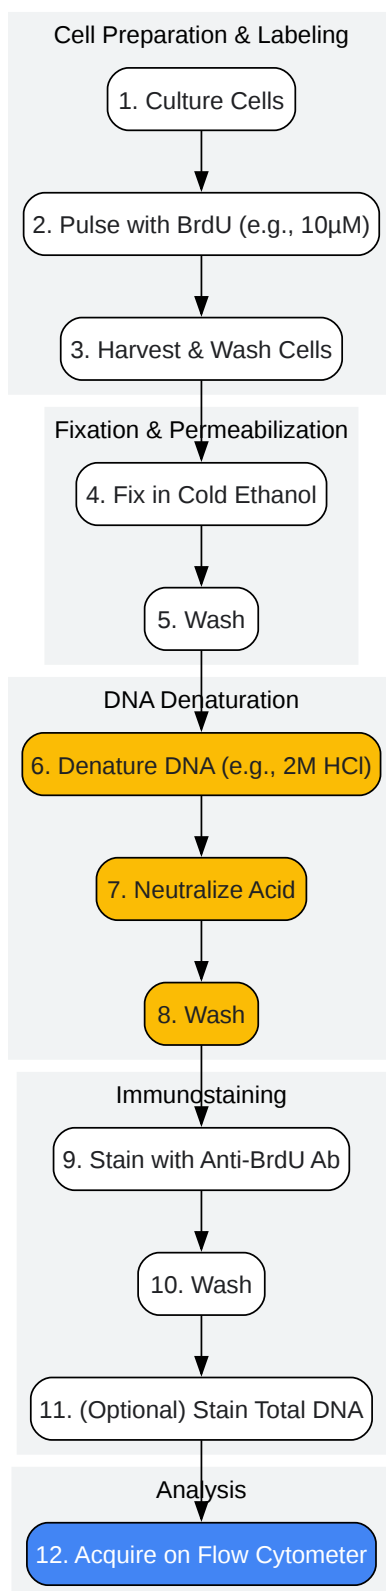 Cell Preparation & Labeling
1. Culture Cells
2. Pulse with BrdU (e.g., 10µM)
3. Harvest & Wash Cells
Fixation & Permeabilization
4. Fix in Cold Ethanol
5. Wash
DNA Denaturation
6. Denature DNA (e.g., 2M HCl)
7. Neutralize Acid
8. Wash
Immunostaining
9. Stain with Anti-BrdU Ab
10. Wash
11. (Optional) Stain Total DNA
Analysis
12. Acquire on Flow Cytometer